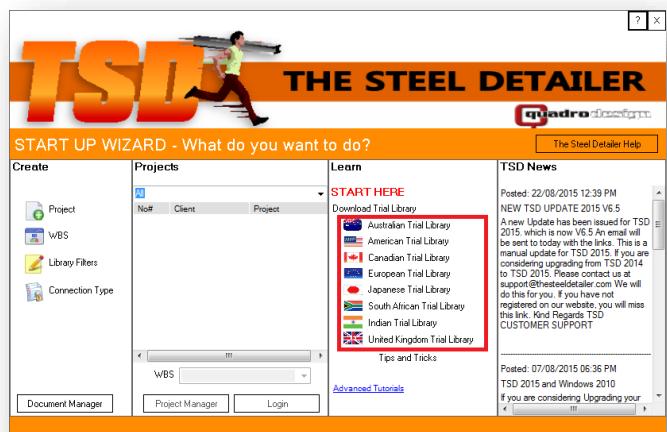 ? X
TSD
THE STEEL DETAILER
quadrodesign
START UP WIZARD - What do you want to do?
The Steel Detailer Help
Create
Project
WBS
Library Filters
Connection Type
Document Manager
Projects
All
No# Client Project
WBS
Project Manager Login
Learn
START HERE
Download Trial Library
Australian Trial Library
American Trial Library
Canadian Trial Library
European Trial Library
Japanese Trial Library
South African Trial Library
Indian Trial Library
United Kingdom Trial Library
Tips and Tricks
Advanced Tutorials
TSD News
Posted: 22/08/2015 12:39 PM
NEW TSD UPDATE 2015 V6.5
A new Update has been issued for TSD
2015. which is now V6.5 An email will
be sent to today with the links. This is a
manual update for TSD 2015. If you are
considering upgrading from TSD 2014
to TSD 2015. Please contact us at
support@thesteeldetailer.com We will
do this for you. If you have not
registered on our website, you will miss
this link. Kind Regards TSD
CUSTOMER SUPPORT
Posted: 07/08/2015 06:36 PM
TSD 2015 and Windows 2010
If you are considering Upgrading your